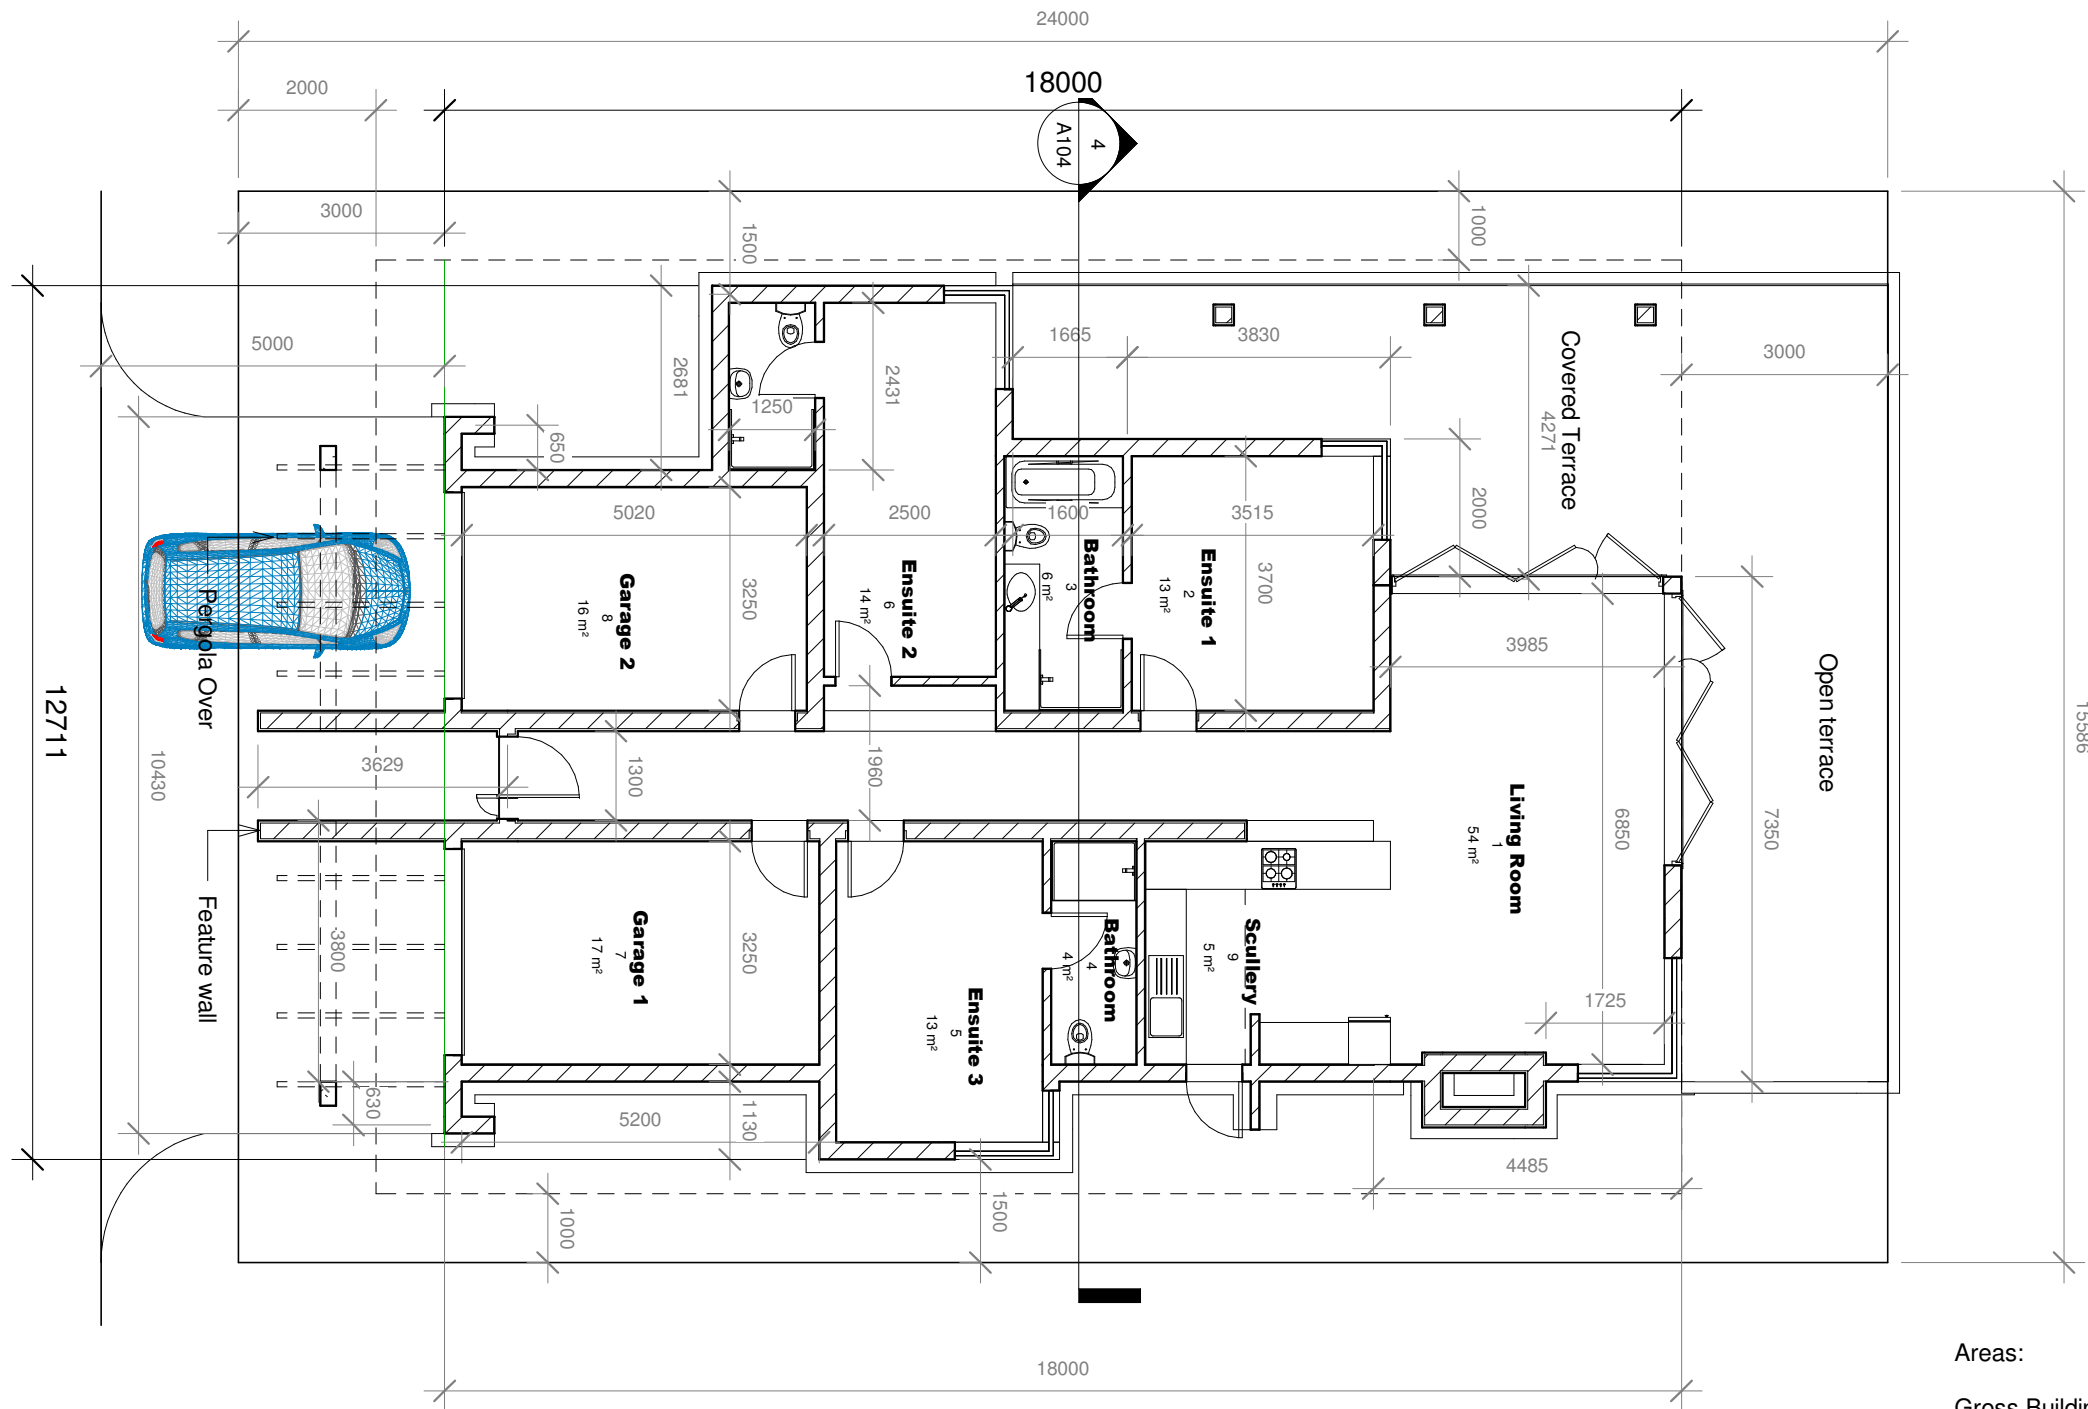 24000
2000
18000
4
A104
3000
1500
1000
5000
1665
3830
3000
2681
2431
1250
650
Covered Terrace
4271
2000
5020
2500
1600
3515
Garage 2
8
16 m²
3250
Ensuite 2
6
14 m²
Bathroom
3
6 m²
Ensuite 1
2
13 m²
3700
3985
Pergola Over
Open terrace
12711
15586
10430
3629
1300
1960
Living Room
1
54 m²
6850
7350
Feature wall
3800
Garage 1
7
17 m²
3250
Ensuite 3
5
13 m²
Bathroom
4
4 m²
Scullery
9
5 m²
1725
630
5200
1130
4485
1000
1500
18000
Areas: